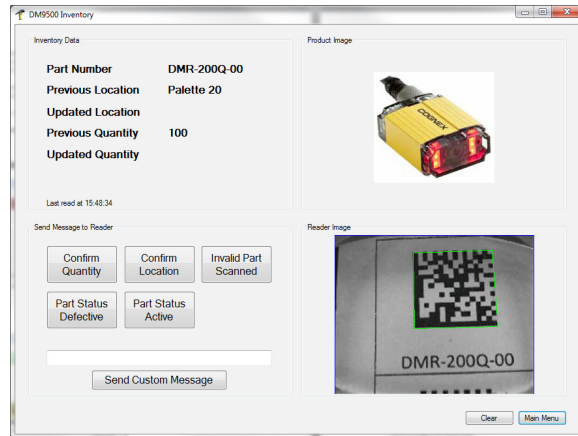 DM9500 Inventory
Inventory Data
Part Number DMR-200Q-00
Previous Location Palette 20
Updated Location
Previous Quantity 100
Updated Quantity
Last read at 15:48:34
Product Image
COGNEX
Send Message to Reader
Confirm Quantity
Confirm Location
Invalid Part Scanned
Part Status Defective
Part Status Active
Send Custom Message
Reader Image
DMR-200Q-00
Clear
Main Menu